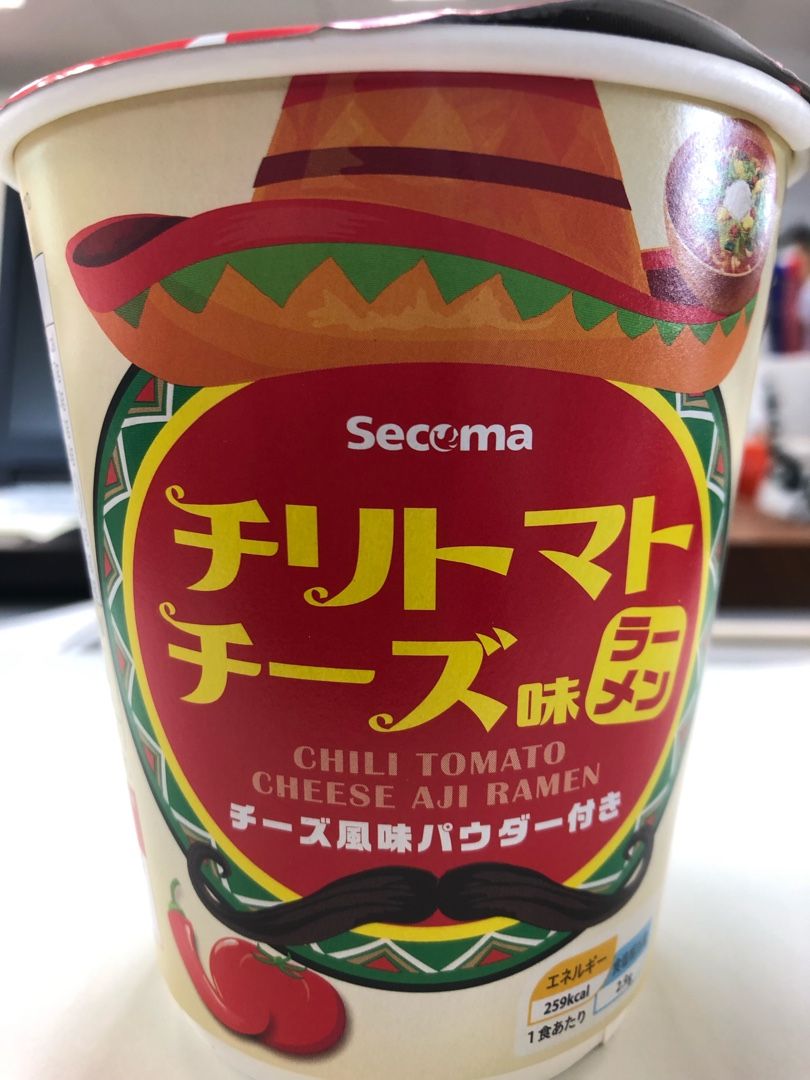 Secoma
チリトマト
チーズ味
ラーメン
CHILI TOMATO
CHEESE AJI RAMEN
チーズ風味パウダー付き
エネルギー
259kcal
1食あたり